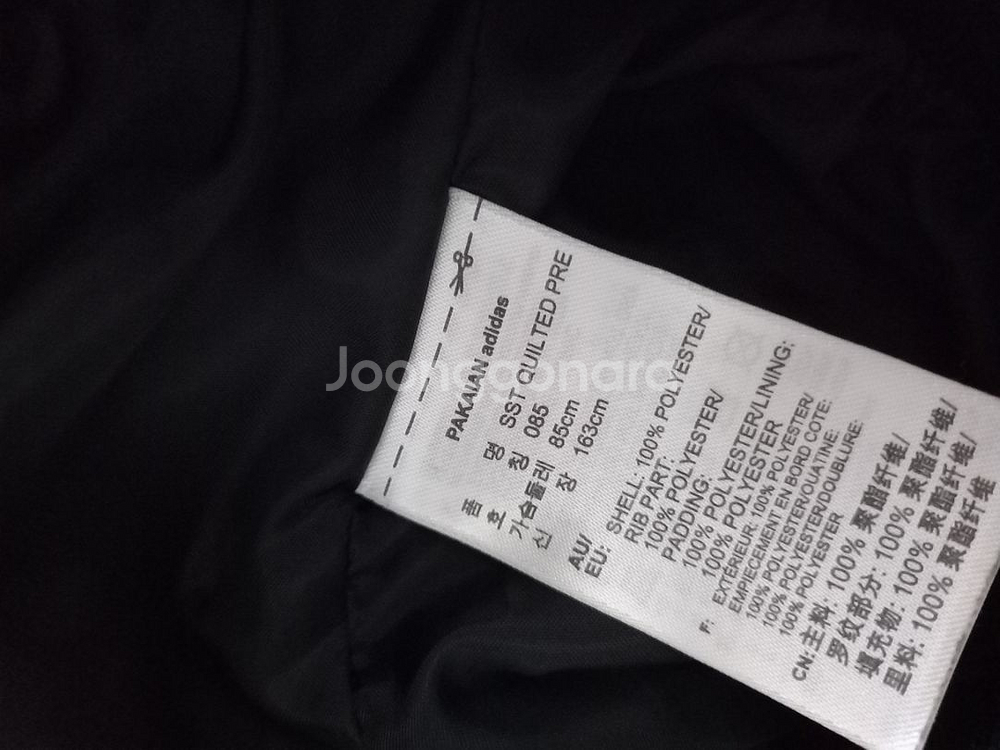 PAKAIAN adidas
품 명 SST QUILTED PRE
호 칭 085
가슴둘레 85cm
신 장 163cm
AU/
EU: SHELL: 100% POLYESTER/
RIB PART:
100% POLYESTER/
PADDING:
100% POLYESTER/LINING:
100% POLYESTER
F: EXTÉRIEUR: 100% POLYESTER/
EMPIECEMENT EN BORD COTE:
100% POLYESTER/OUATINE:
100% POLYESTER/DOUBLURE:
100% POLYESTER
CN: 主料: 100% 聚酯纤维/
罗纹部分: 100% 聚酯纤维/
填充物: 100% 聚酯纤维/
里料: 100% 聚酯纤维
Joonggonara